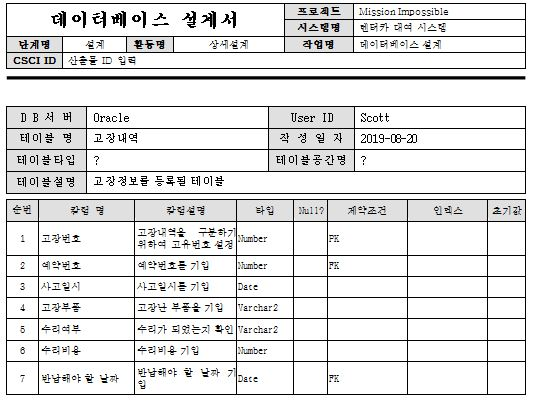 데이터베이스 설계서
프로젝트 Mission Impossible
시스템명 렌터카 대여 시스템
단계명 설계 활동명 상세설계 작업명 데이터베이스 설계
CSCI ID 산출물 ID 입력
D B 서 버 Oracle User ID Scott
테이블 명 고장내역 작 성 일 자 2019-08-20
테이블타입 ? 테이블공간명 ?
테이블설명 고장정보를 등록될 테이블
순번 칼럼 명 칼럼설명 타입 Null? 제약조건 인덱스 초기값
1 고장번호 고장내역을 구분하기
위하여 고유번호 설정 Number PK
2 예약번호 예약번호를 기입 Number FK
3 사고일시 사고일시를 기입 Date
4 고장부품 고장난 부품을 기입 Varchar2
5 수리여부 수리가 되었는지 확인 Varchar2
6 수리비용 수리비용 기입 Number
7 반납해야 할 날짜 반납해야 할 날짜 기
입 Date FK